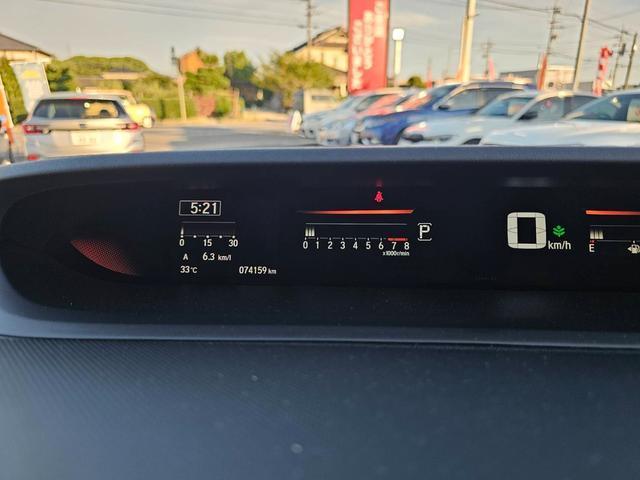 5:21
0 15 30
A 6.3 km/l
33°C 074159 km
0 1 2 3 4 5 6 7 8
x1000r/min
P
0 km/h
E